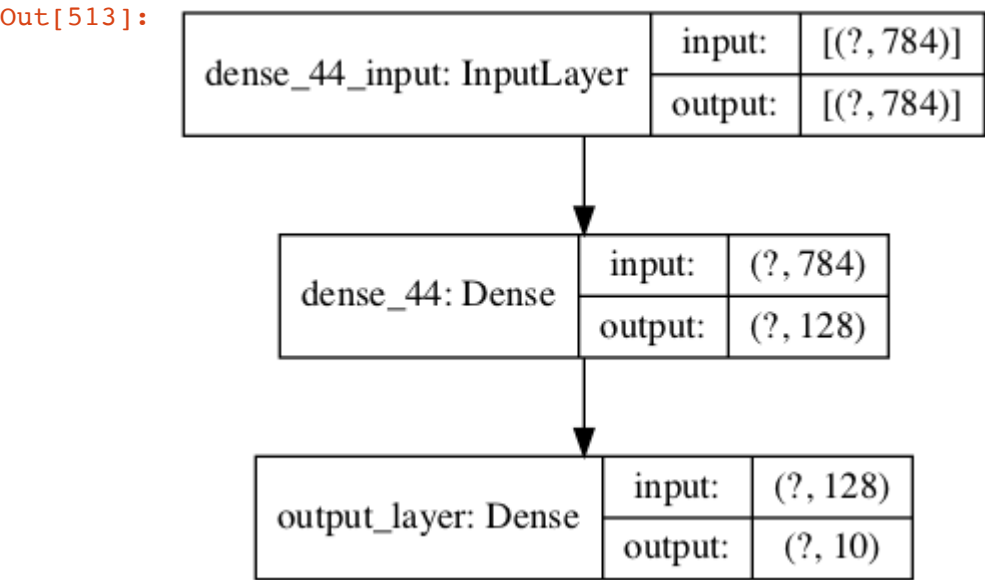 Out[513]:
input: [(?, 784)]
dense_44_input: InputLayer
output: [(?, 784)]
input: (?, 784)
dense_44: Dense
output: (?, 128)
input: (?, 128)
output_layer: Dense
output: (?, 10)